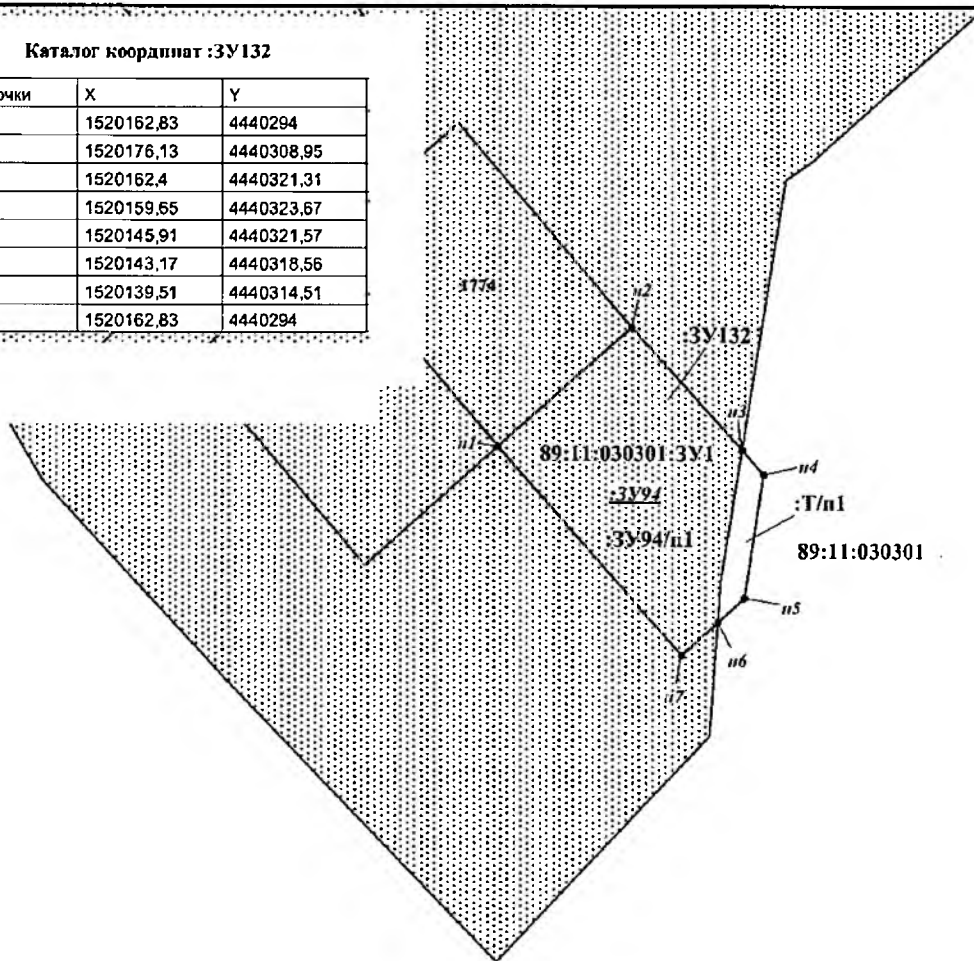 Каталог координат :ЗУ132
очки X Y
1520162,83 4440294
1520176,13 4440308,95
1520162,4 4440321,31
1520159,65 4440323,67
1520145,91 4440321,57
1520143,17 4440318,56
1520139,51 4440314,51
1520162,83 4440294
н2
:ЗУ132
н3
н1
89:11:030301:ЗУ1
н4
:ЗУ94
:Т/п1
:ЗУ94/п1
89:11:030301
н5
н6
н7